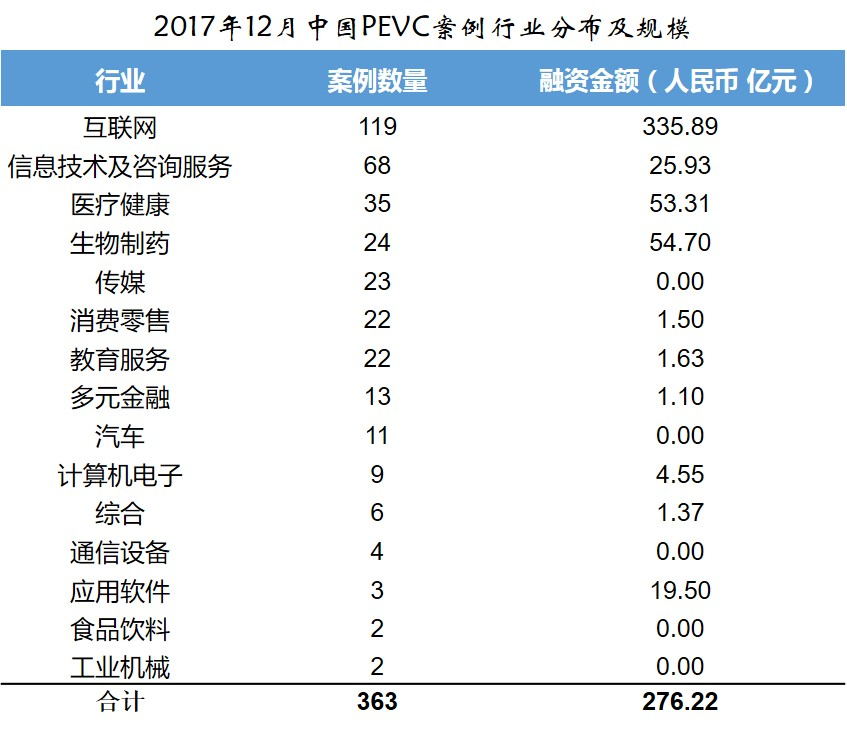 2017年12月中国PEVC案例行业分布及规模
行业 案例数量 融资金额（人民币 亿元）
互联网 119 335.89
信息技术及咨询服务 68 25.93
医疗健康 35 53.31
生物制药 24 54.70
传媒 23 0.00
消费零售 22 1.50
教育服务 22 1.63
多元金融 13 1.10
汽车 11 0.00
计算机电子 9 4.55
综合 6 1.37
通信设备 4 0.00
应用软件 3 19.50
食品饮料 2 0.00
工业机械 2 0.00
合计 363 276.22